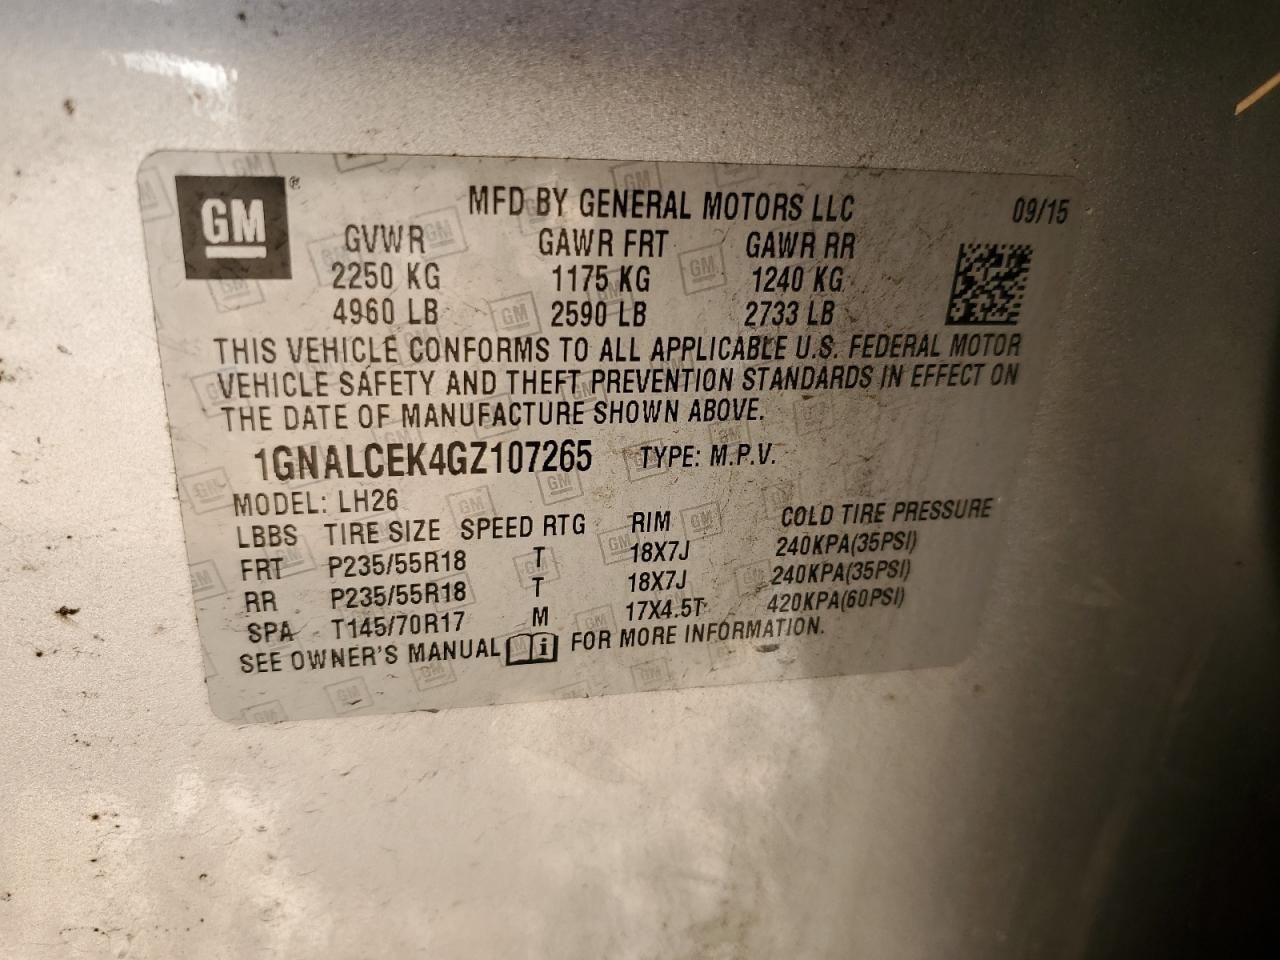 GM®
MFD BY GENERAL MOTORS LLC 09/15
GVWR GAWR FRT GAWR RR
2250 KG 1175 KG 1240 KG
4960 LB 2590 LB 2733 LB
THIS VEHICLE CONFORMS TO ALL APPLICABLE U.S. FEDERAL MOTOR
VEHICLE SAFETY AND THEFT PREVENTION STANDARDS IN EFFECT ON
THE DATE OF MANUFACTURE SHOWN ABOVE.
1GNALCEK4GZ107265 TYPE: M.P.V.
MODEL: LH26
LBBS TIRE SIZE SPEED RTG RIM COLD TIRE PRESSURE
FRT P235/55R18 T 18X7J 240KPA(35PSI)
RR P235/55R18 T 18X7J 240KPA(35PSI)
SPA T145/70R17 M 17X4.5T 420KPA(60PSI)
SEE OWNER'S MANUAL i FOR MORE INFORMATION.